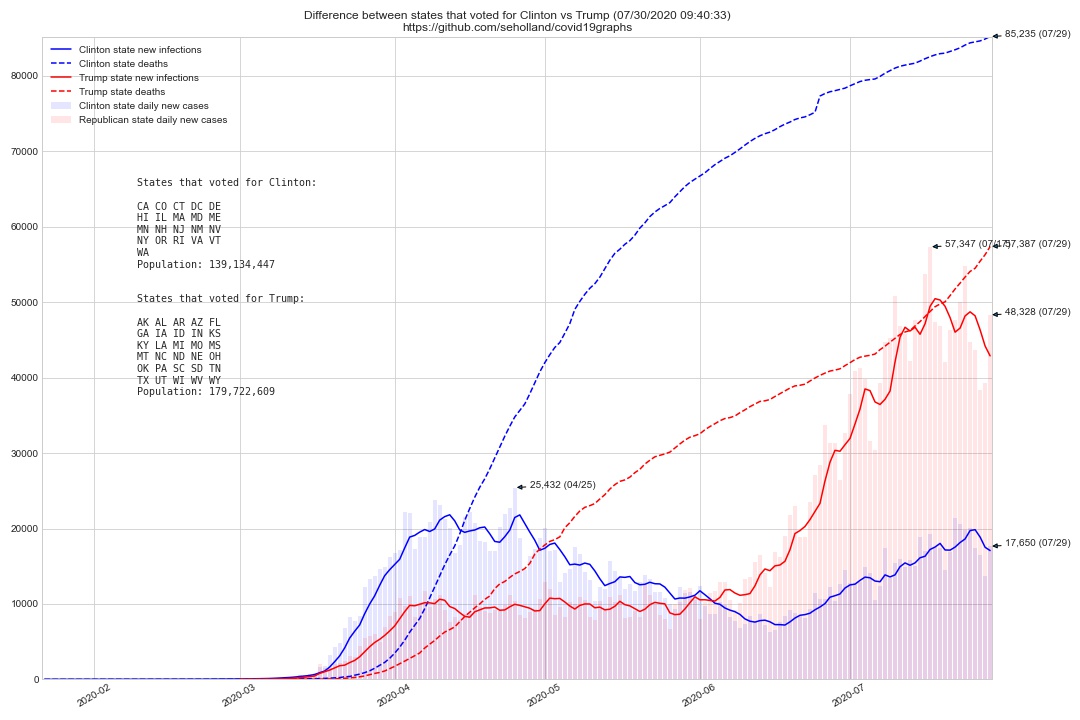 Difference between states that voted for Clinton vs Trump (07/30/2020 09:40:33)
https://github.com/seholland/covid19graphs
Clinton state new infections
Clinton state deaths
Trump state new infections
Trump state deaths
Clinton state daily new cases
Republican state daily new cases
States that voted for Clinton:
CA CO CT DC DE
HI IL MA MD ME
MN NH NJ NM NV
NY OR RI VA VT
WA
Population: 139,134,447
States that voted for Trump:
AK AL AR AZ FL
GA IA ID IN KS
KY LA MI MO MS
MT NC ND NE OH
OK PA SC SD TN
TX UT WI WV WY
Population: 179,722,609
85,235 (07/29)
57,347 (07/17)
57,387 (07/29)
48,328 (07/29)
25,432 (04/25)
17,650 (07/29)
80000
70000
60000
50000
40000
30000
20000
10000
0
2020-02
2020-03
2020-04
2020-05
2020-06
2020-07